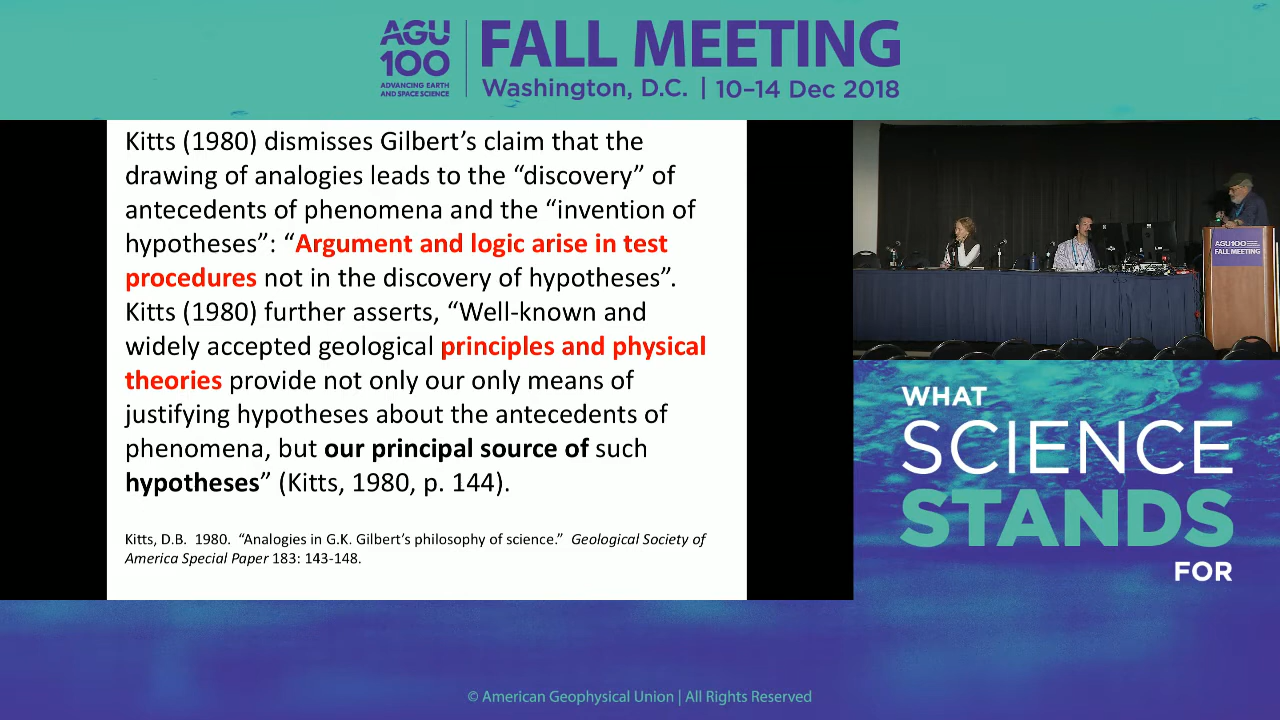 AGU
100
ADVANCING EARTH
AND SPACE SCIENCE
FALL MEETING
Washington, D.C. | 10–14 Dec 2018
Kitts (1980) dismisses Gilbert’s claim that the
drawing of analogies leads to the “discovery” of
antecedents of phenomena and the “invention of
hypotheses”: “Argument and logic arise in test
procedures not in the discovery of hypotheses”.
Kitts (1980) further asserts, “Well-known and
widely accepted geological principles and physical
theories provide not only our only means of
justifying hypotheses about the antecedents of
phenomena, but our principal source of such
hypotheses” (Kitts, 1980, p. 144).
Kitts, D.B. 1980. “Analogies in G.K. Gilbert’s philosophy of science.” Geological Society of
America Special Paper 183: 143-148.
AGU100
FALL MEETING
WHAT
SCIENCE
STANDS
FOR
© American Geophysical Union | All Rights Reserved